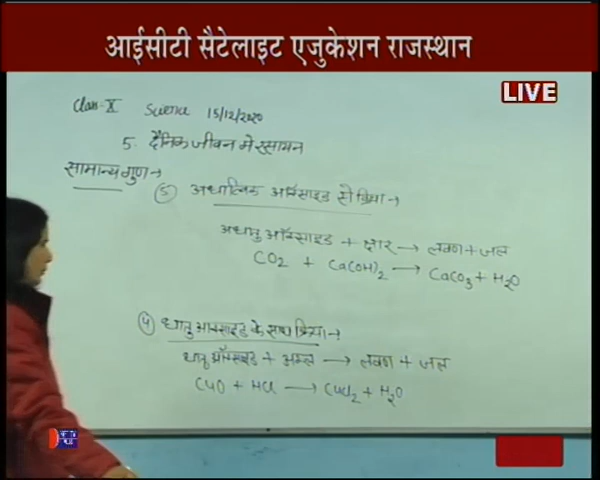 आईसीटी सैटेलाइट एजुकेशन राजस्थान
LIVE
Class-X Science 15/12/2020
5. दैनिक जीवन मे रसायन
सामान्य गुण→
(5) अधात्विक ऑक्साइड से क्रिया→
अधातु ऑक्साइड + क्षार → लवण + जल
CO₂ + Ca(OH)₂ → CaCO₃ + H₂O
(4) धातु ऑक्साइड के साथ क्रिया→
धातु ऑक्साइड + अम्ल → लवण + जल
CuO + HCl → CuCl₂ + H₂O